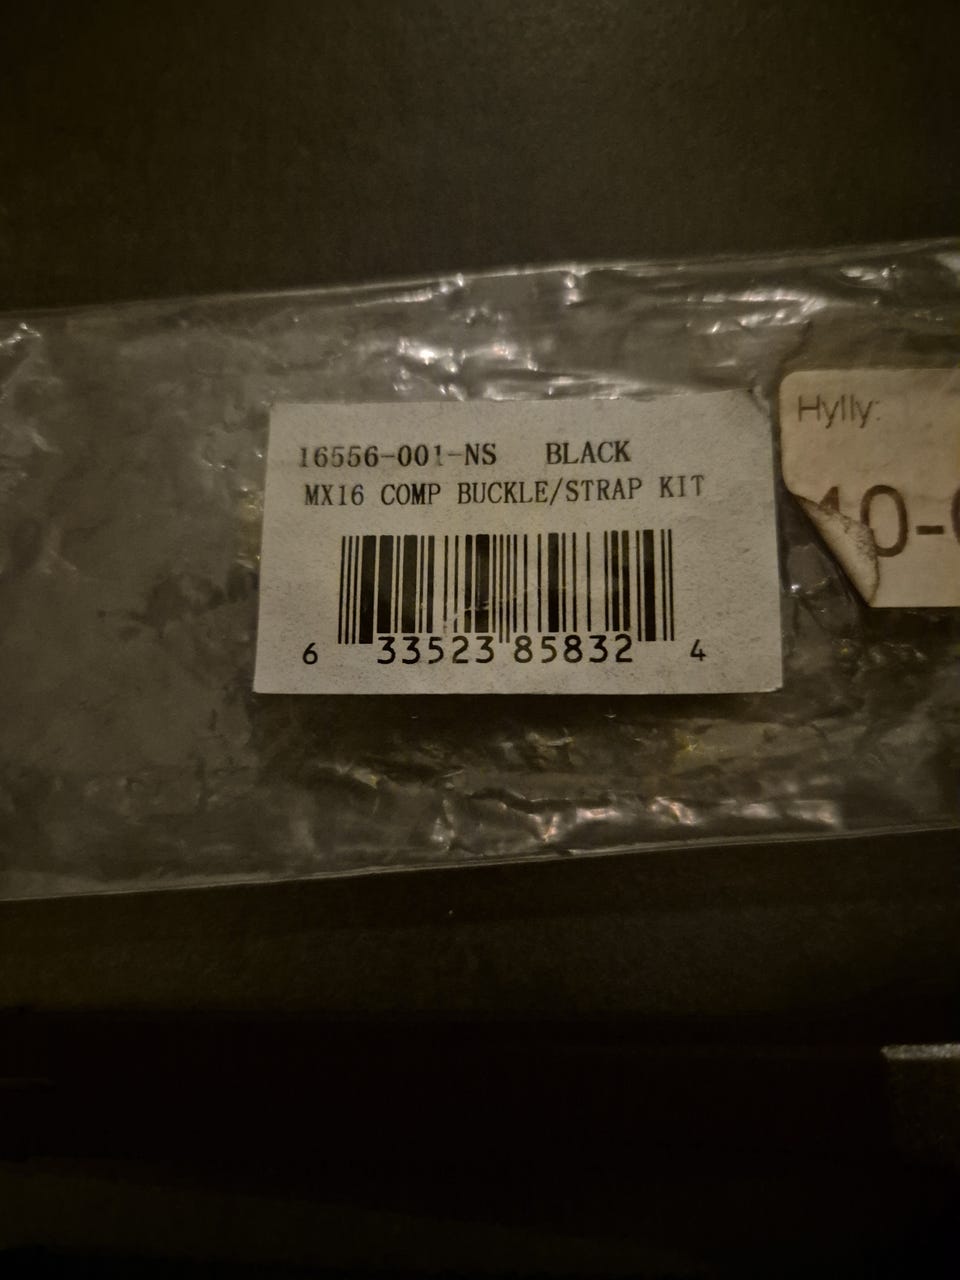 16556-001-NS BLACK
MX16 COMP BUCKLE/STRAP KIT
6 33523 85832 4
Hylly: